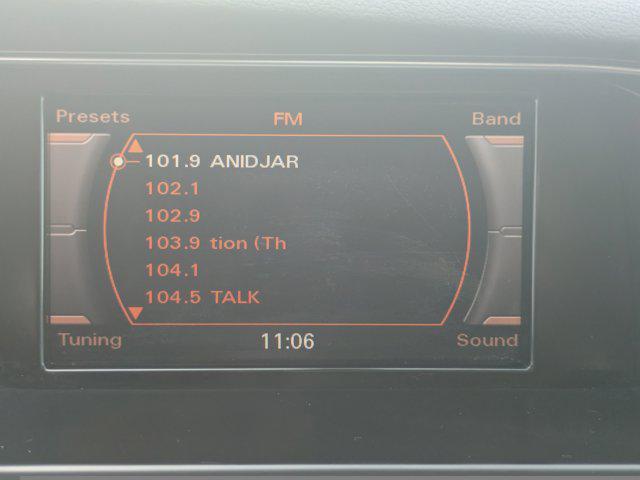 Presets FM Band
101.9 ANIDJAR
102.1
102.9
103.9 tion (Th
104.1
104.5 TALK
Tuning 11:06 Sound